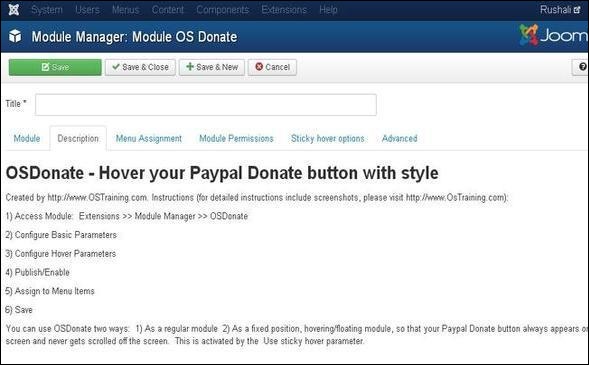 System Users Menus Content Components Extensions Help Rushali
Module Manager: Module OS Donate Joom
Save Save & Close Save & New Cancel
Title *
Module Description Menu Assignment Module Permissions Sticky hover options Advanced
OSDonate - Hover your Paypal Donate button with style
Created by http://www.OSTraining.com. Instructions (for detailed instructions include screenshots, please visit http://www.OsTraining.com):
1) Access Module: Extensions >> Module Manager >> OSDonate
2) Configure Basic Parameters
3) Configure Hover Parameters
4) Publish/Enable
5) Assign to Menu Items
6) Save
You can use OSDonate two ways: 1) As a regular module 2) As a fixed position, hovering/floating module, so that your Paypal Donate button always appears on
screen and never gets scrolled off the screen. This is activated by the Use sticky hover parameter.